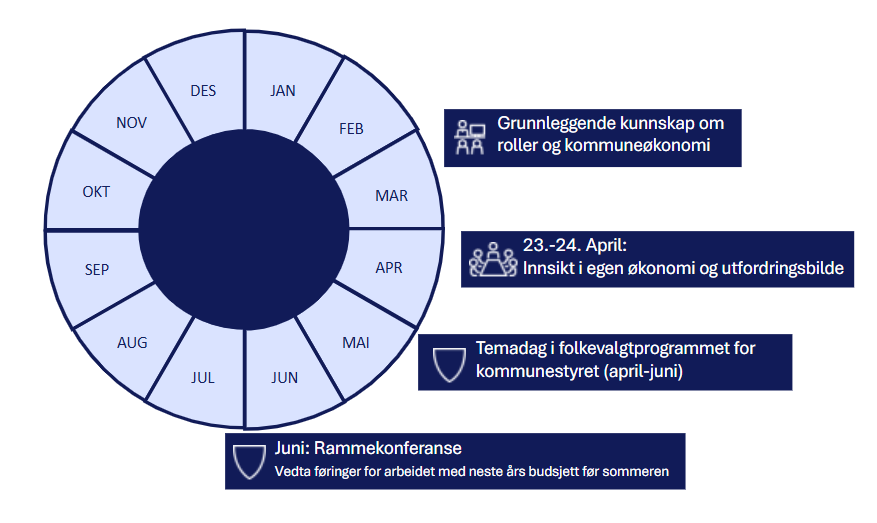 JAN
FEB
MAR
APR
MAI
JUN
JUL
AUG
SEP
OKT
NOV
DES
Grunnleggende kunnskap om
roller og kommuneøkonomi
23.-24. April:
Innsikt i egen økonomi og utfordringsbilde
Temadag i folkevalgtprogrammet for
kommunestyret (april-juni)
Juni: Rammekonferanse
Vedta føringer for arbeidet med neste års budsjett før sommeren